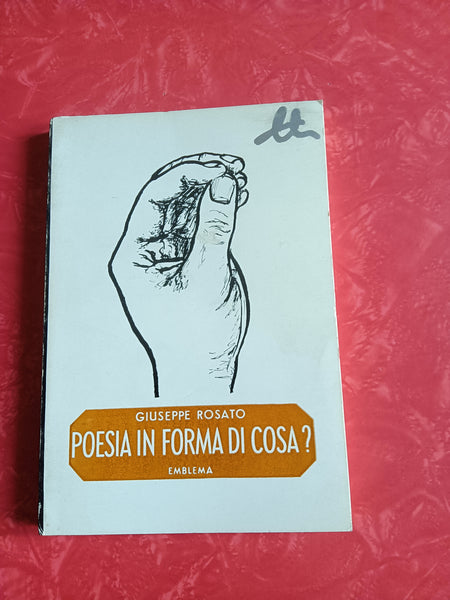 GIUSEPPE ROSATO
POESIA IN FORMA DI COSA?
EMBLEMA